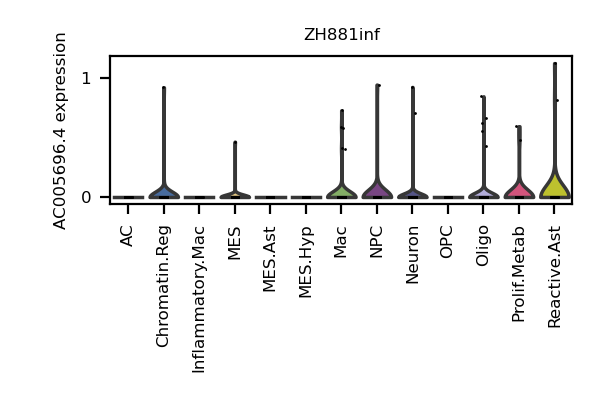 ZH881inf
AC005696.4 expression
1
0
AC
Chromatin.Reg
Inflammatory.Mac
MES
MES.Ast
MES.Hyp
Mac
NPC
Neuron
OPC
Oligo
Prolif.Metab
Reactive.Ast